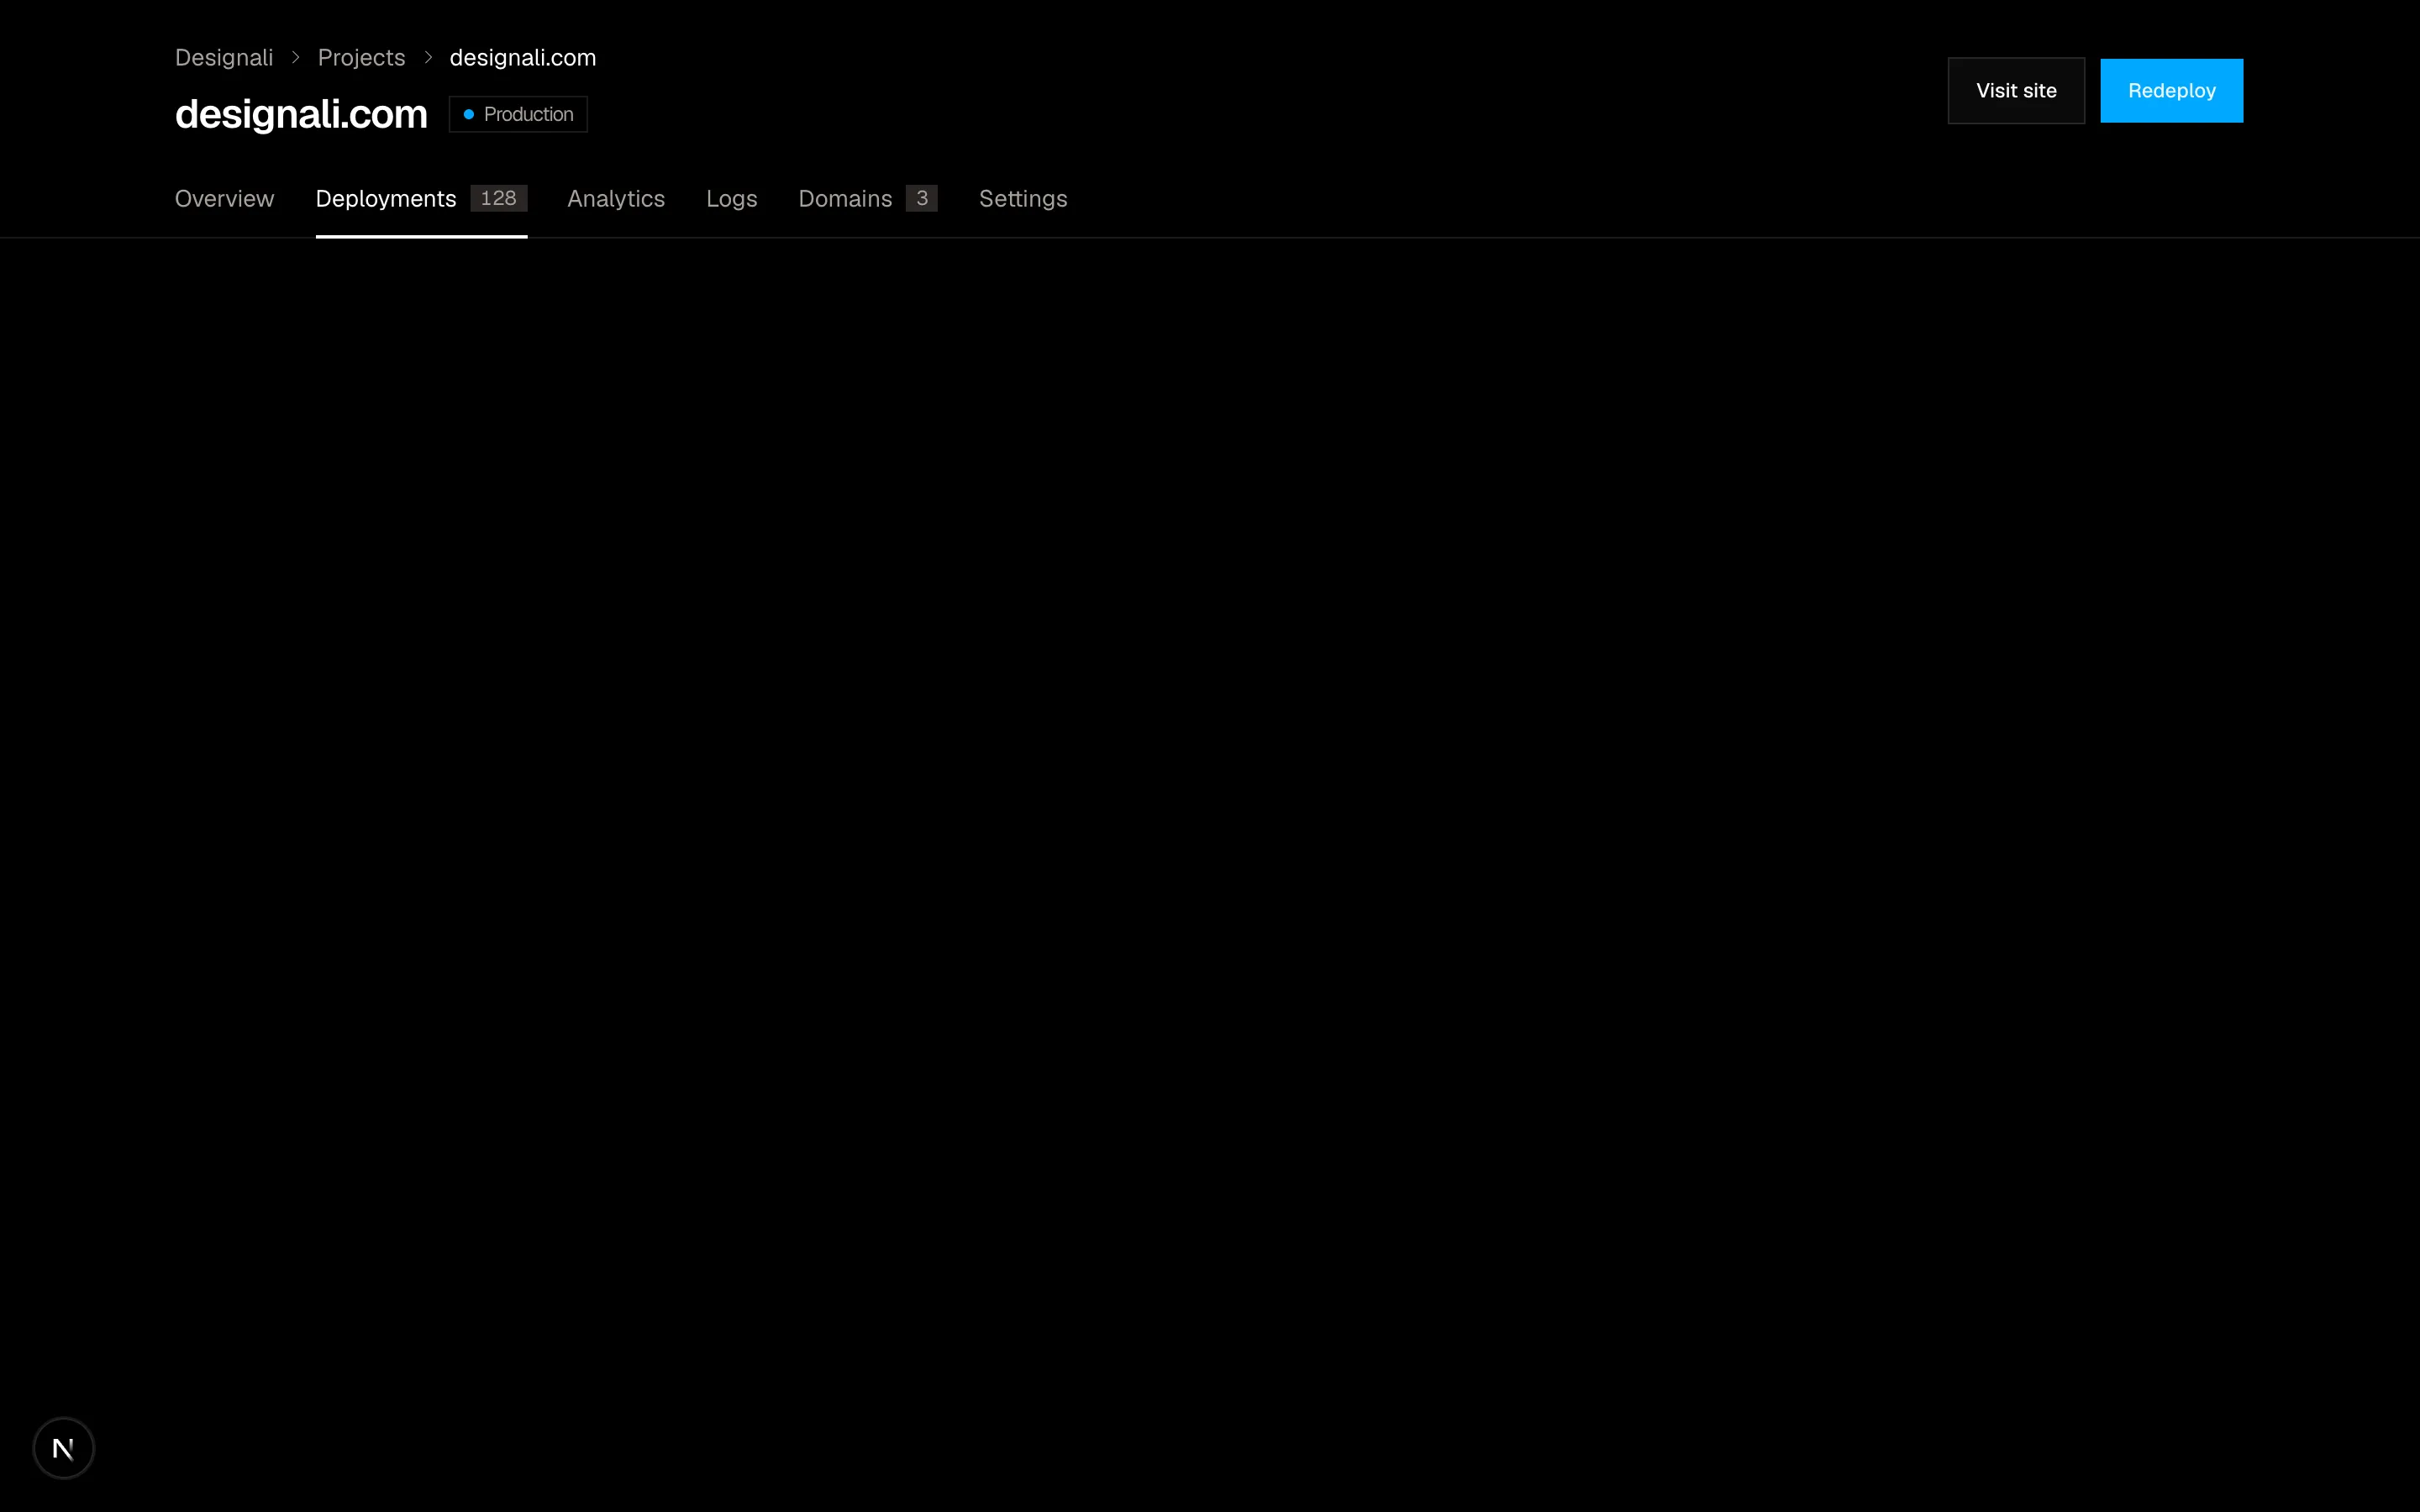 Designali > Projects > designali.com
designali.com Production
Visit site Redeploy
Overview Deployments 128 Analytics Logs Domains 3 Settings
N